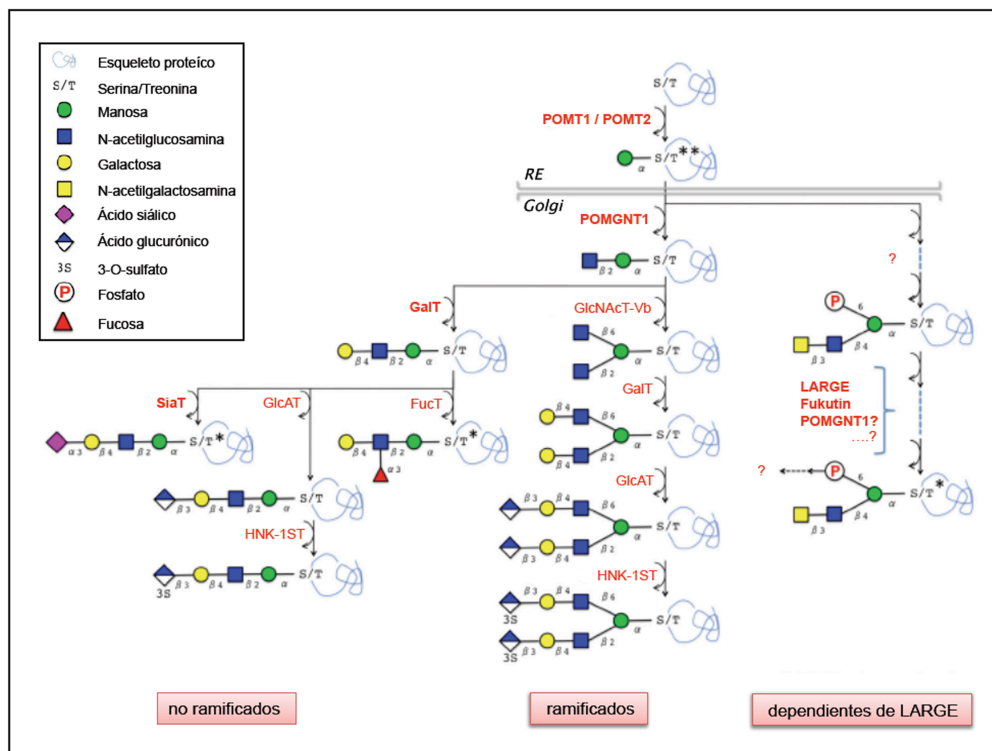 Esqueleto proteíco
S/T Serina/Treonina
Manosa
N-acetilglucosamina
Galactosa
N-acetilgalactosamina
Ácido siálico
Ácido glucurónico
3S 3-O-sulfato
P Fosfato
Fucosa
S/T
POMT1 / POMT2
α S/T**
RE
Golgi
POMGNT1
?
β2 α S/T
P 6
α S/T
β3 β4
GalT
GlcNAcT-Vb
β4 β2 α S/T
β6
α S/T
β2
LARGE
Fukutin
POMGNT1?
....?
SiaT
GlcAT
FucT
GalT
α3 β4 β2 α S/T*
β4 β2 α S/T*
α3
β4 β6
α S/T
β4 β2
? P 6
α S/T*
β3 β4
GlcAT
β3 β4 β2 α S/T
β3 β4 β6
α S/T
β3 β4 β2
HNK-1ST
HNK-1ST
3S β3 β4 β2 α S/T
β3 β4 β6
3S
α S/T
β2
3S β3 β4
no ramificados
ramificados
dependientes de LARGE